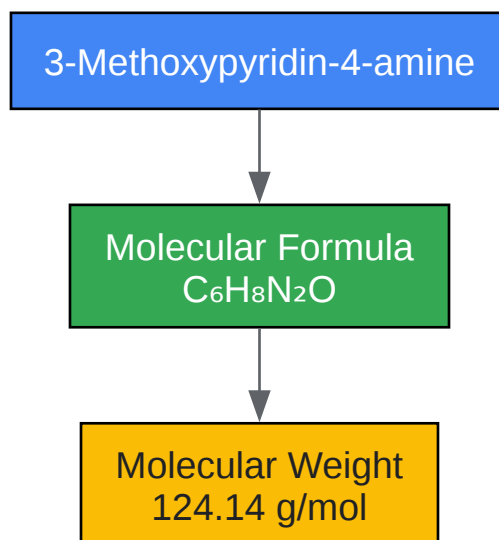 3-Methoxypyridin-4-amine
Molecular Formula
C₆H₈N₂O
Molecular Weight
124.14 g/mol